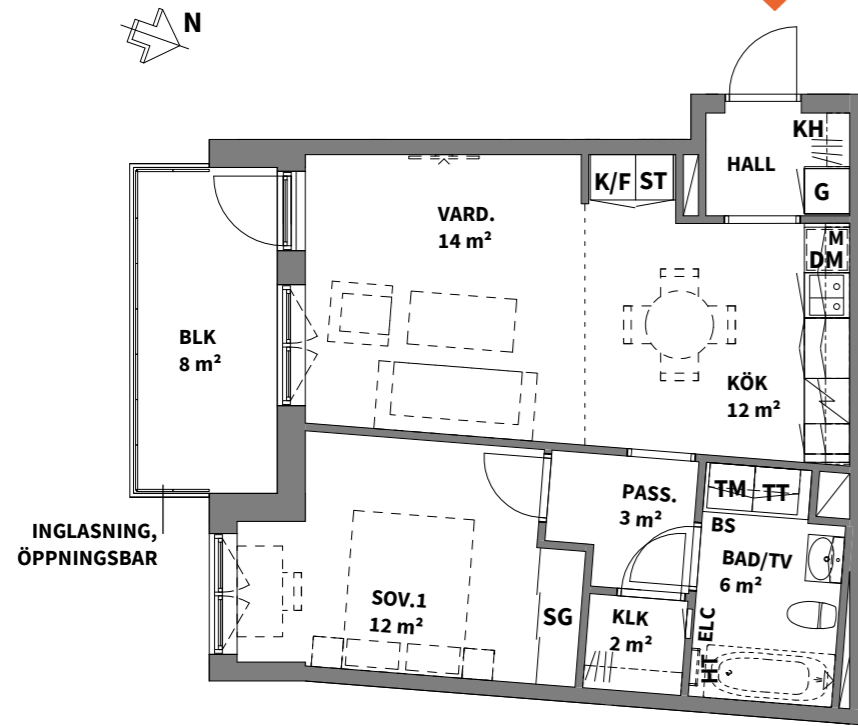 N
KH
HALL
G
K/F
ST
VARD.
14 m²
M
DM
BLK
8 m²
KÖK
12 m²
INGLASNING,
ÖPPNINGSBAR
PASS.
3 m²
TM
TT
BS
BAD/TV
6 m²
SOV.1
12 m²
SG
KLK
2 m²
ELC
HT